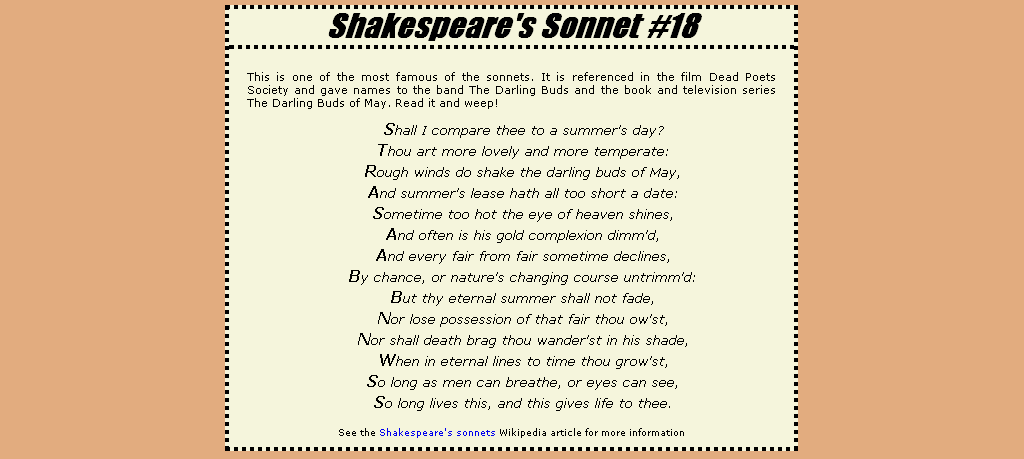 Shakespeare's Sonnet #18
This is one of the most famous of the sonnets. It is referenced in the film Dead Poets
Society and gave names to the band The Darling Buds and the book and television series
The Darling Buds of May. Read it and weep!
Shall I compare thee to a summer's day?
Thou art more lovely and more temperate:
Rough winds do shake the darling buds of May,
And summer's lease hath all too short a date:
Sometime too hot the eye of heaven shines,
And often is his gold complexion dimm'd,
And every fair from fair sometime declines,
By chance, or nature's changing course untrimm'd:
But thy eternal summer shall not fade,
Nor lose possession of that fair thou ow'st,
Nor shall death brag thou wander'st in his shade,
When in eternal lines to time thou grow'st,
So long as men can breathe, or eyes can see,
So long lives this, and this gives life to thee.
See the Shakespeare's sonnets Wikipedia article for more information